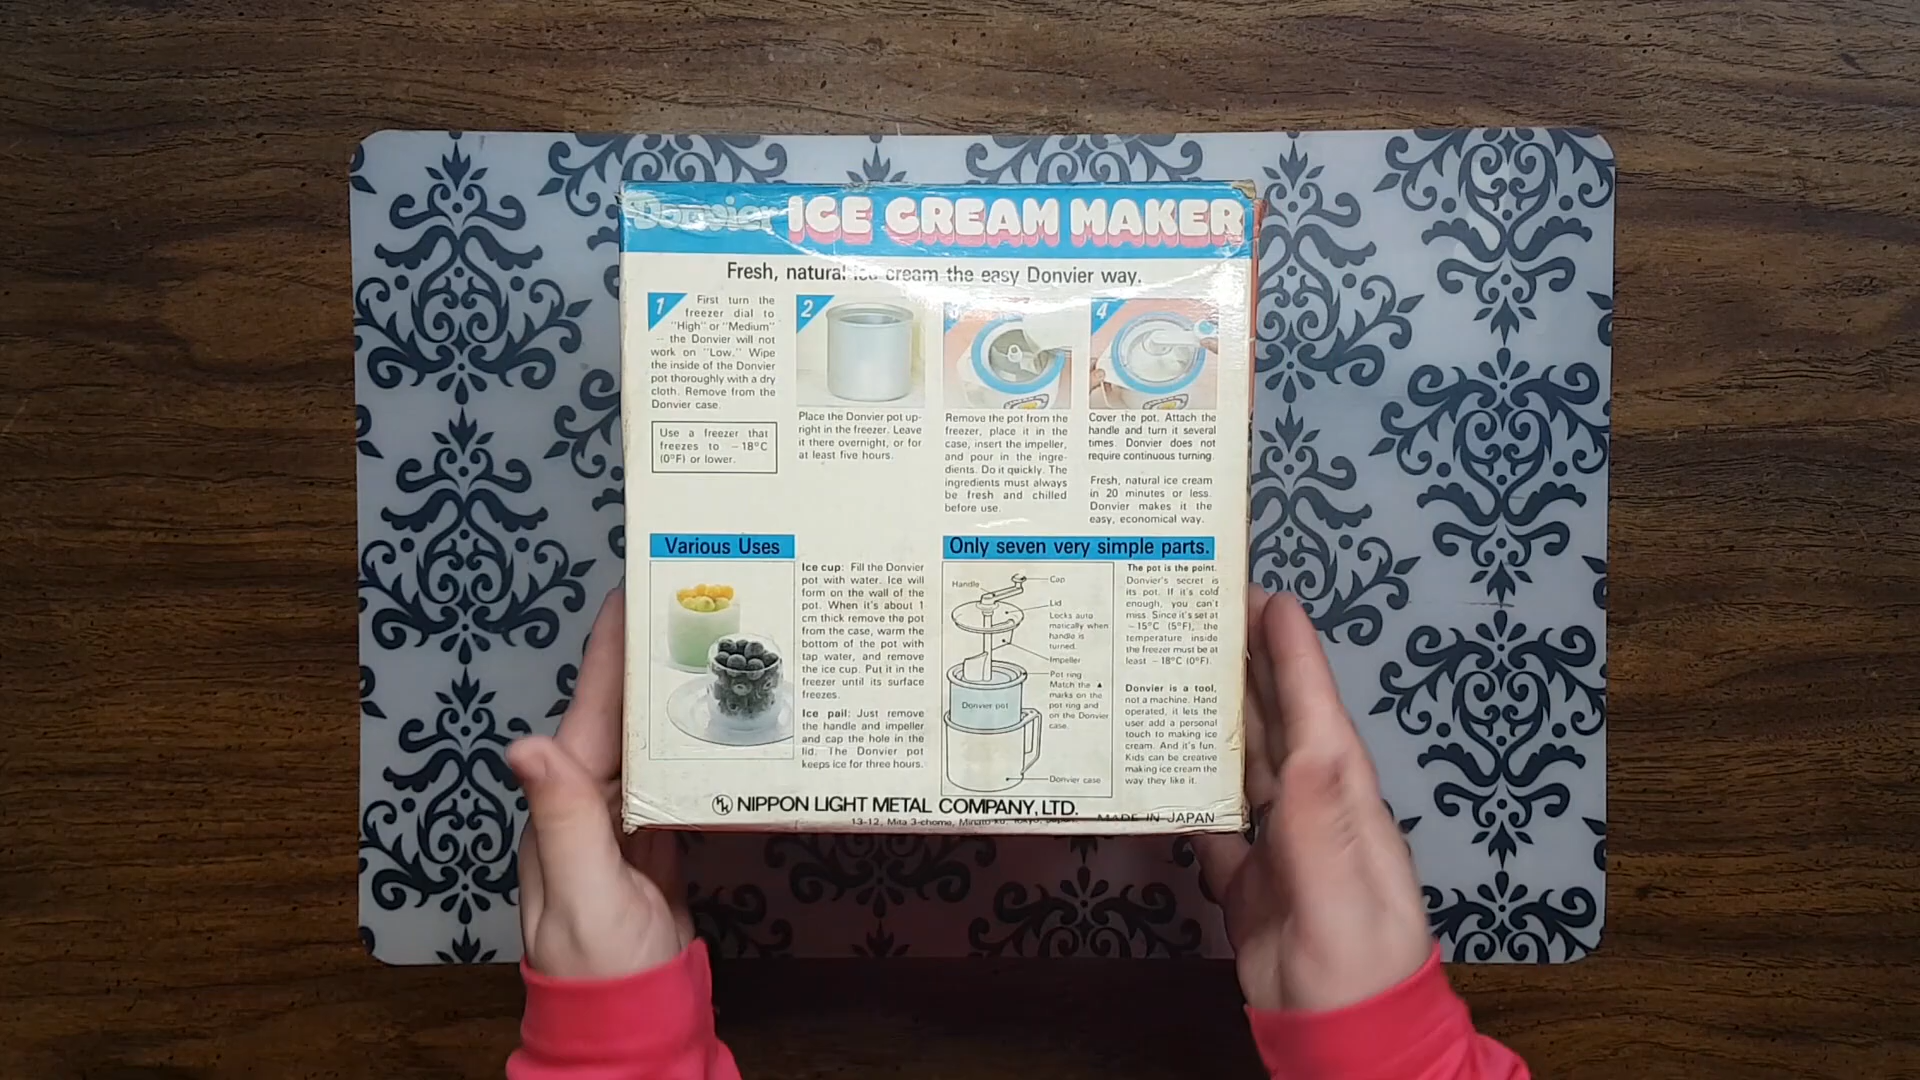 Donvier ICE CREAM MAKER
Fresh, natural ice cream the easy Donvier way.
1
First turn the
freezer dial to
"High" or "Medium"
-- the Donvier will not
work on "Low." Wipe
the inside of the Donvier
pot thoroughly with a dry
cloth. Remove from the
Donvier case.
Use a freezer that
freezes to −18°C
(0°F) or lower.
2
Place the Donvier pot up-
right in the freezer. Leave
it there overnight, or for
at least five hours.
3
Remove the pot from the
freezer, place it in the
case, insert the impeller,
and pour in the ingre-
dients. Do it quickly. The
ingredients must always
be fresh and chilled
before use.
4
Cover the pot. Attach the
handle and turn it several
times. Donvier does not
require continuous turning.
Fresh, natural ice cream
in 20 minutes or less.
Donvier makes it the
easy, economical way.
Various Uses
Ice cup: Fill the Donvier
pot with water. Ice will
form on the wall of the
pot. When it's about 1
cm thick remove the pot
from the case, warm the
bottom of the pot with
tap water, and remove
the ice cup. Put it in the
freezer until its surface
freezes.
Ice pail: Just remove
the handle and impeller
and cap the hole in the
lid. The Donvier pot
keeps ice for three hours.
Only seven very simple parts.
Handle
Cap
Lid
Locks auto
matically when
handle is
turned.
Impeller
Pot ring
Match the ▲
marks on the
pot ring and
on the Donvier
case.
Donvier pot
Donvier case
The pot is the point.
Donvier's secret is
its pot. If it's cold
enough, you can't
miss. Since it's set at
−15°C (5°F), the
temperature inside
the freezer must be at
least −18°C (0°F).
Donvier is a tool,
not a machine. Hand
operated, it lets the
user add a personal
touch to making ice
cream. And it's fun.
Kids can be creative
making ice cream the
way they like it.
NIPPON LIGHT METAL COMPANY, LTD.
13-12, Mita 3-chome, Minato-ku, Tokyo, Japan. MADE IN JAPAN